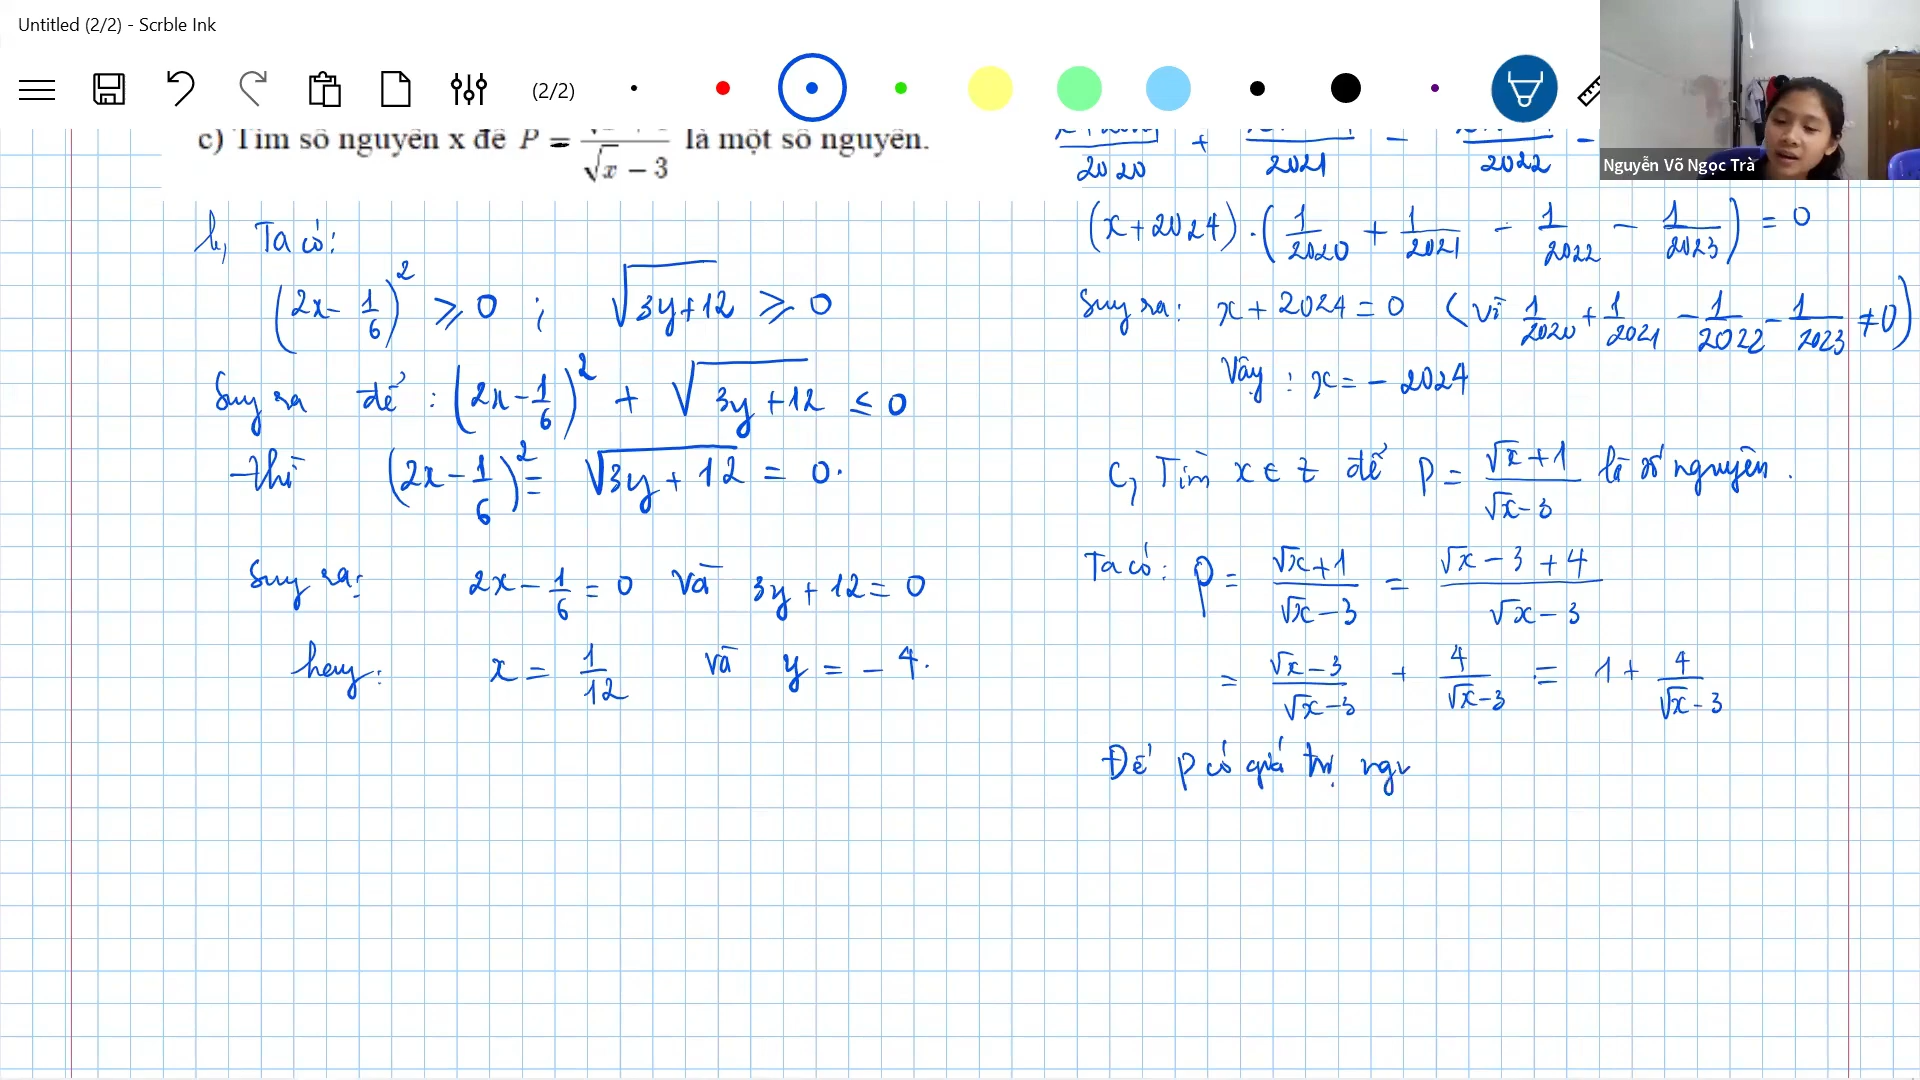 Untitled (2/2) - Scrble Ink
(2/2)
Nguyễn Võ Ngọc Trà
c) Tìm số nguyên x để P = / √x − 3 là một số nguyên.
b, Ta có:
(2x − 1/6)² ≥ 0 ; √3y+12 ≥ 0
Suy ra để : (2x − 1/6)² + √3y+12 ≤ 0
thì (2x − 1/6)² = √3y+12 = 0.
Suy ra: 2x − 1/6 = 0 và 3y + 12 = 0
hay: x = 1/12 và y = −4.
/2020 + /2021 − /2022 −
(x+2024).(1/2020 + 1/2021 − 1/2022 − 1/2023) = 0
Suy ra: x + 2024 = 0 (vì 1/2020 + 1/2021 − 1/2022 − 1/2023 ≠ 0)
Vậy : x = − 2024
C, Tìm x ∈ Z để P = √x+1 / √x−3 là số nguyên.
Ta có: P = √x+1 / √x−3 = √x − 3 + 4 / √x − 3
= √x−3 / √x−3 + 4 / √x−3 = 1 + 4 / √x−3
Để P có giá trị ngu